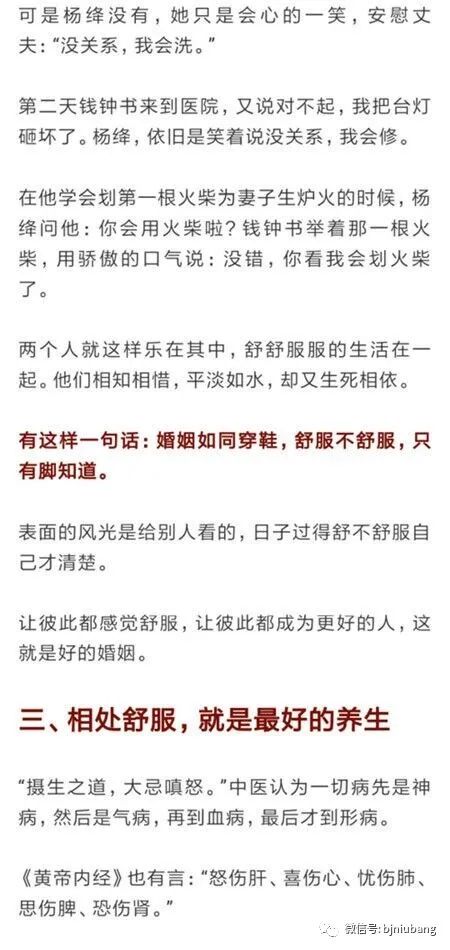 可是杨绛没有，她只是会心的一笑，安慰丈
夫：“没关系，我会洗。”
第二天钱钟书来到医院，又说对不起，我把台灯
砸坏了。杨绛，依旧是笑着说没关系，我会修。
在他学会划第一根火柴为妻子生炉火的时候，杨
绛问他：你会用火柴啦？钱钟书举着那一根火
柴，用骄傲的口气说：没错，你看我会划火柴
了。
两个人就这样乐在其中，舒舒服服的生活在一
起。他们相知相惜，平淡如水，却又生死相依。
有这样一句话：婚姻如同穿鞋，舒服不舒服，只
有脚知道。
表面的风光是给别人看的，日子过得舒不舒服自
己才清楚。
让彼此都感觉舒服，让彼此都成为更好的人，这
就是好的婚姻。
三、相处舒服，就是最好的养生
“摄生之道，大忌嗔怒。”中医认为一切病先是神
病，然后是气病，再到血病，最后才到形病。
《黄帝内经》也有言：“怒伤肝、喜伤心、忧伤肺、
思伤脾、恐伤肾。”
微信号: bjniubang